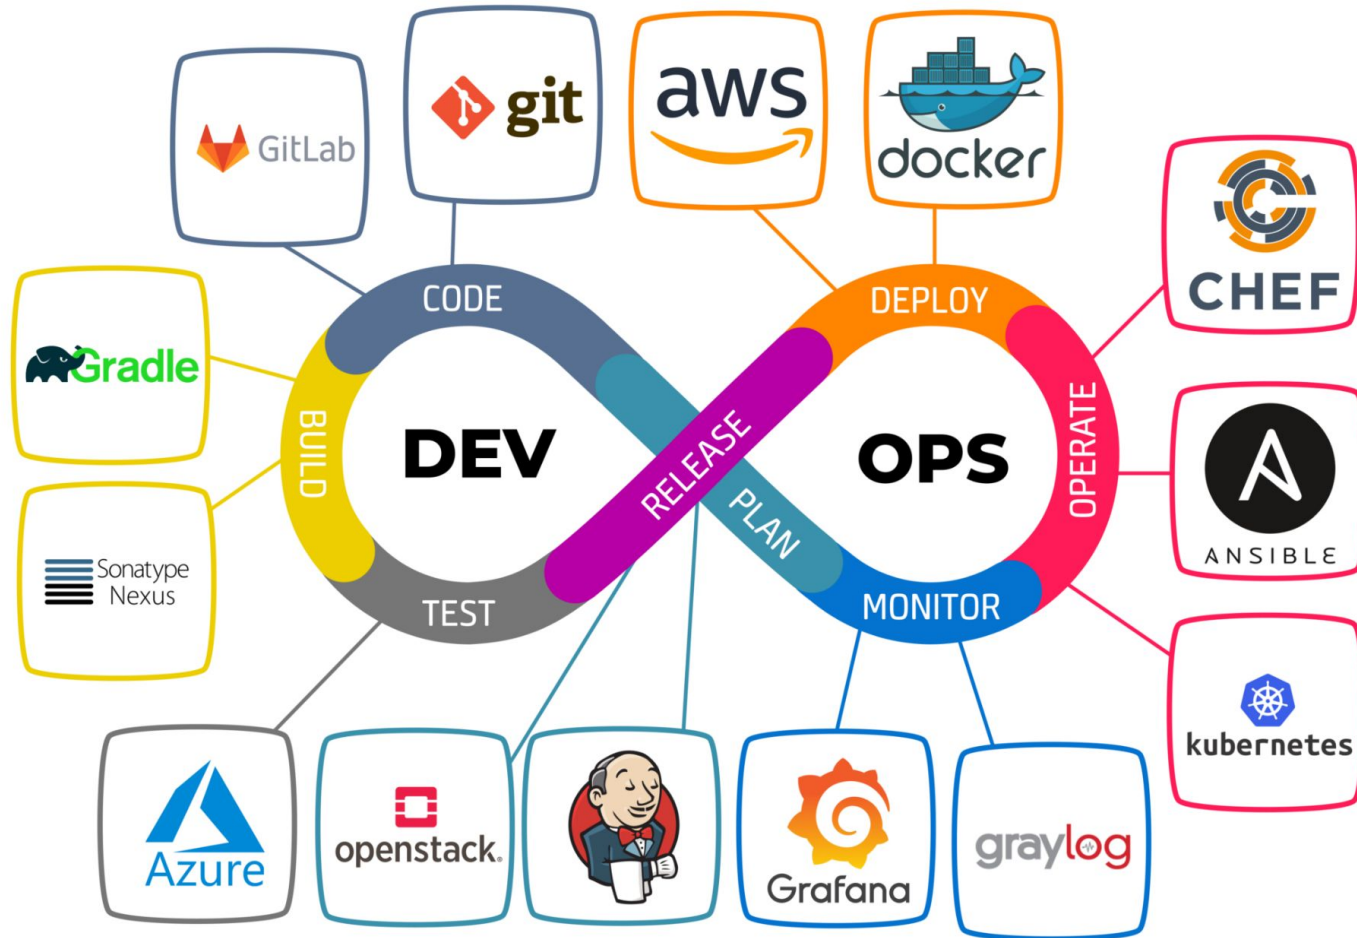 GitLab
git
aws
docker
CHEF
Gradle
CODE
DEPLOY
BUILD
DEV
RELEASE
PLAN
OPS
OPERATE
ANSIBLE
Sonatype
Nexus
TEST
MONITOR
kubernetes
Azure
openstack.
Grafana
graylog